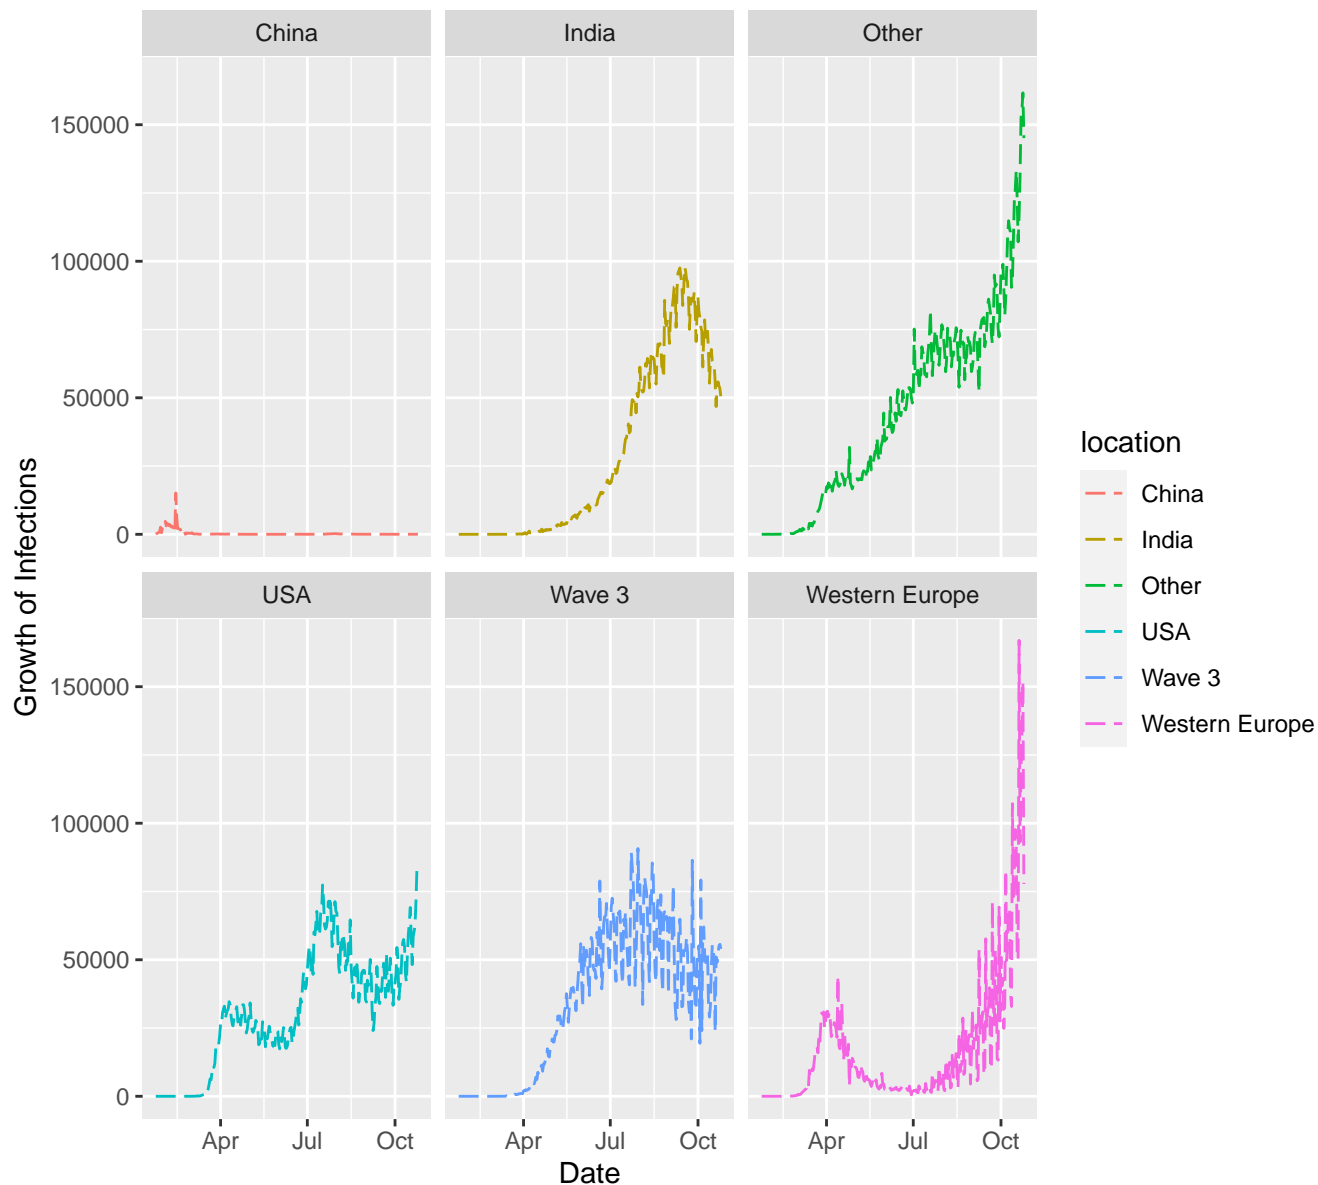 China
India
Other
150000
100000
50000
0
USA
Wave 3
Western Europe
150000
100000
50000
0
Apr
Jul
Oct
Apr
Jul
Oct
Apr
Jul
Oct
Date
Growth of Infections
location
China
India
Other
USA
Wave 3
Western Europe